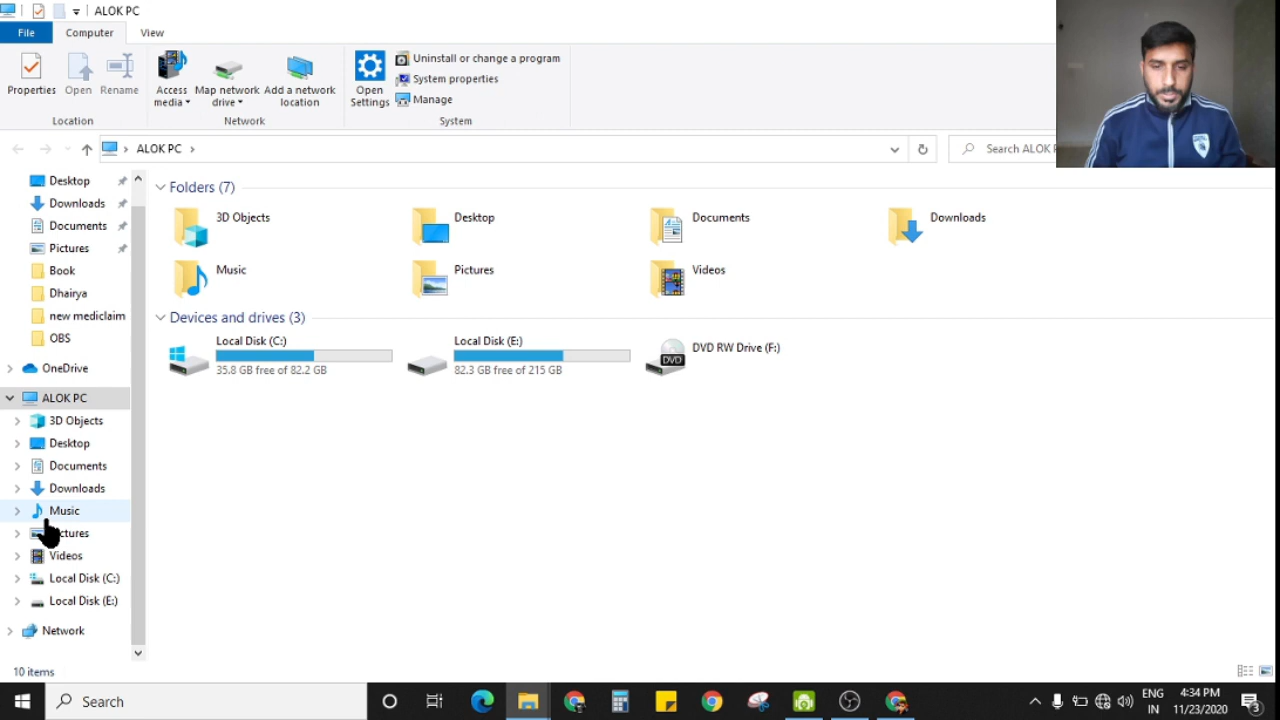 ALOK PC
File
Computer
View
Properties
Open
Rename
Access
media
Map network
drive
Add a network
location
Open
Settings
Uninstall or change a program
System properties
Manage
Location
Network
System
ALOK PC
Search ALOK
Desktop
Downloads
Documents
Pictures
Book
Dhairya
new mediclaim
OBS
OneDrive
ALOK PC
3D Objects
Desktop
Documents
Downloads
Music
Videos
Local Disk (C:)
Local Disk (E:)
Network
Folders (7)
3D Objects
Desktop
Documents
Downloads
Music
Pictures
Videos
Devices and drives (3)
Local Disk (C:)
35.8 GB free of 82.2 GB
Local Disk (E:)
82.3 GB free of 215 GB
DVD
DVD RW Drive (F:)
10 items
Search
ENG
IN
4:34 PM
11/23/2020
3